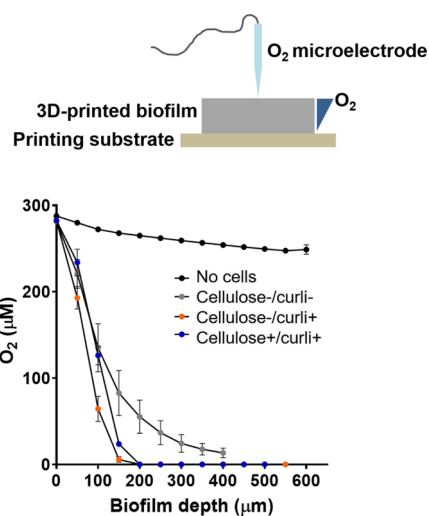 O2 microelectrode
3D-printed biofilm
O2
Printing substrate
300
200
100
0
O2 (μM)
No cells
Cellulose-/curli-
Cellulose-/curli+
Cellulose+/curli+
0 100 200 300 400 500 600
Biofilm depth (μm)